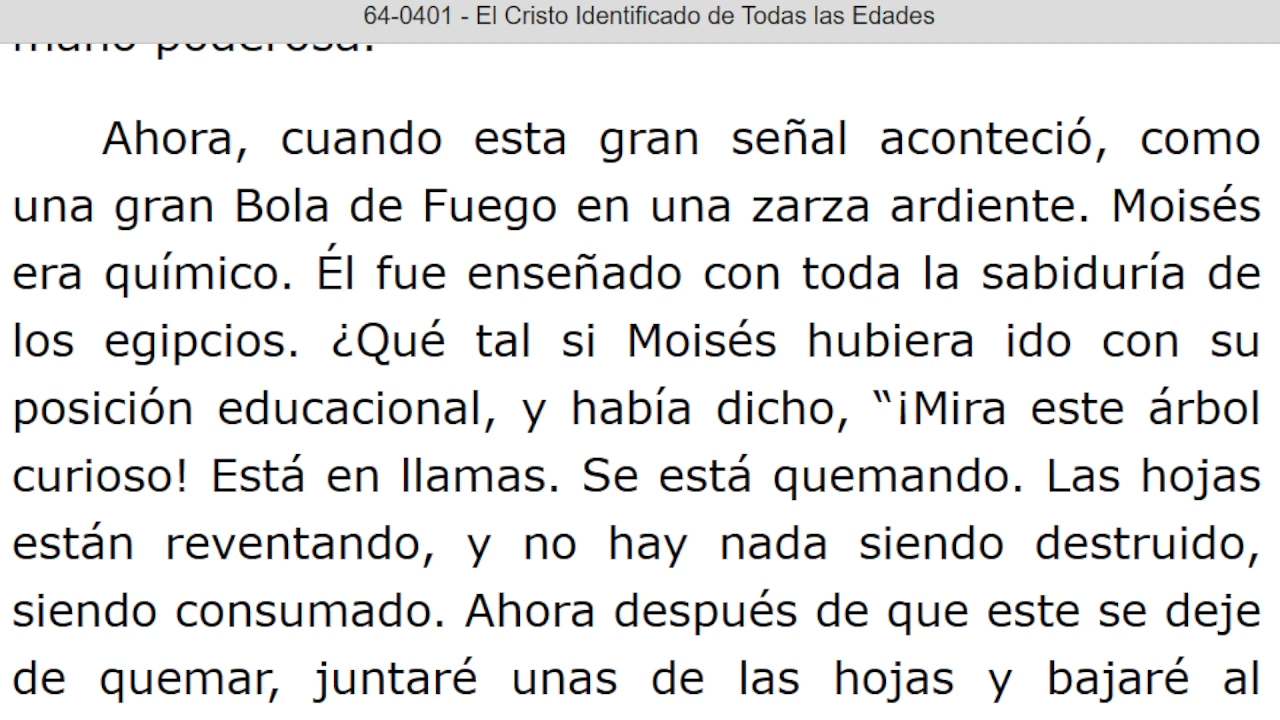 64-0401 - El Cristo Identificado de Todas las Edades
mano poderosa.
Ahora, cuando esta gran señal aconteció, como
una gran Bola de Fuego en una zarza ardiente. Moisés
era químico. Él fue enseñado con toda la sabiduría de
los egipcios. ¿Qué tal si Moisés hubiera ido con su
posición educacional, y había dicho, “¡Mira este árbol
curioso! Está en llamas. Se está quemando. Las hojas
están reventando, y no hay nada siendo destruido,
siendo consumado. Ahora después de que este se deje
de quemar, juntaré unas de las hojas y bajaré al